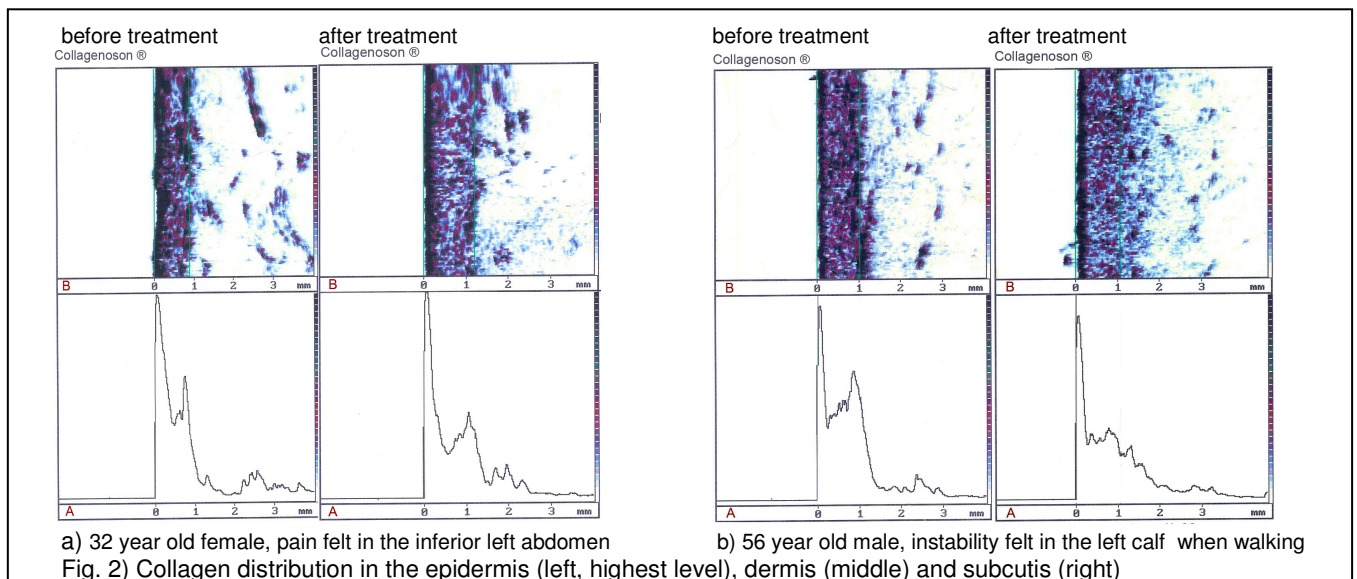 before treatment
after treatment
before treatment
after treatment
Collagenoson ®
Collagenoson ®
Collagenoson ®
Collagenoson ®
B 0 1 2 3 mm
B 0 1 2 3 mm
B 0 1 2 3 mm
B 0 1 2 3 mm
A 0 1 2 3 mm
A 0 1 2 3 mm
A 0 1 2 3 mm
A 0 1 2 3 mm
a) 32 year old female, pain felt in the inferior left abdomen
b) 56 year old male, instability felt in the left calf when walking
Fig. 2) Collagen distribution in the epidermis (left, highest level), dermis (middle) and subcutis (right)